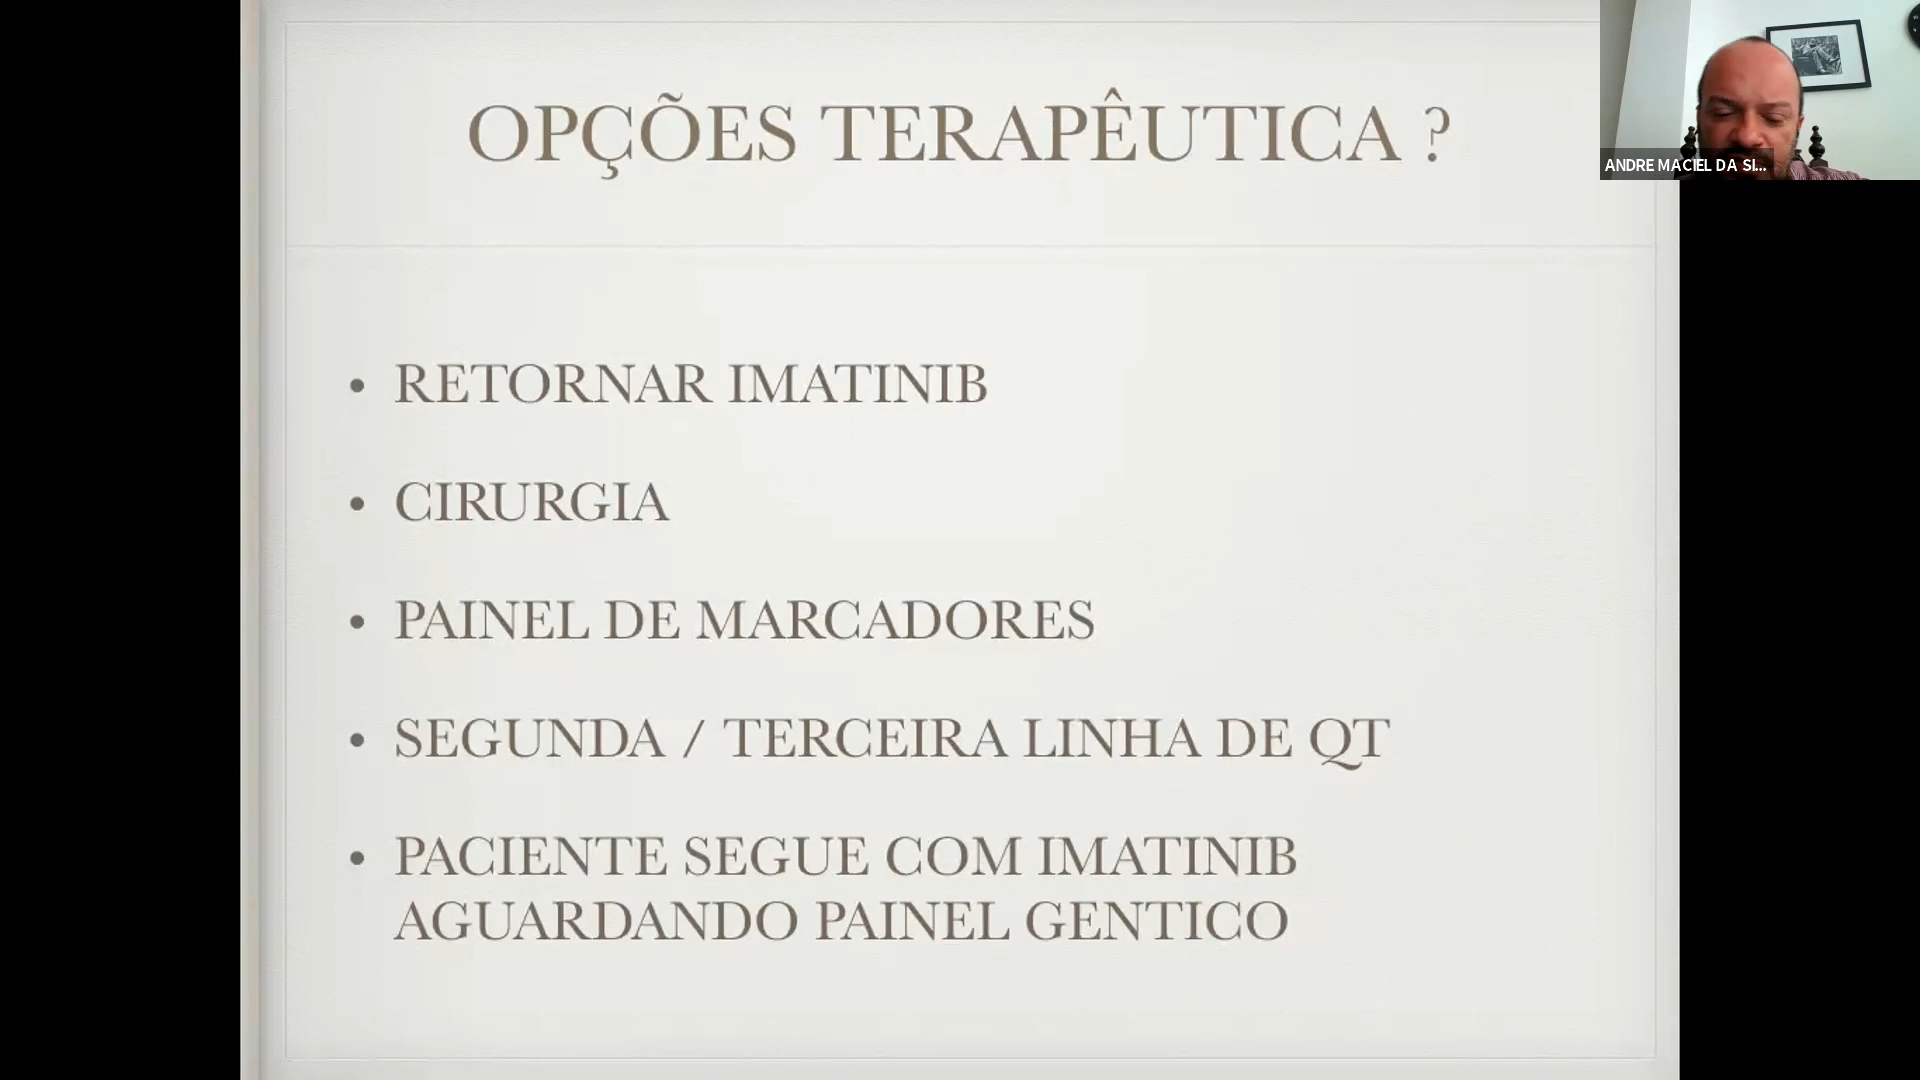 OPÇÕES TERAPÊUTICA ?
ANDRE MACIEL DA SI...
• RETORNAR IMATINIB
• CIRURGIA
• PAINEL DE MARCADORES
• SEGUNDA / TERCEIRA LINHA DE QT
• PACIENTE SEGUE COM IMATINIB
AGUARDANDO PAINEL GENTICO